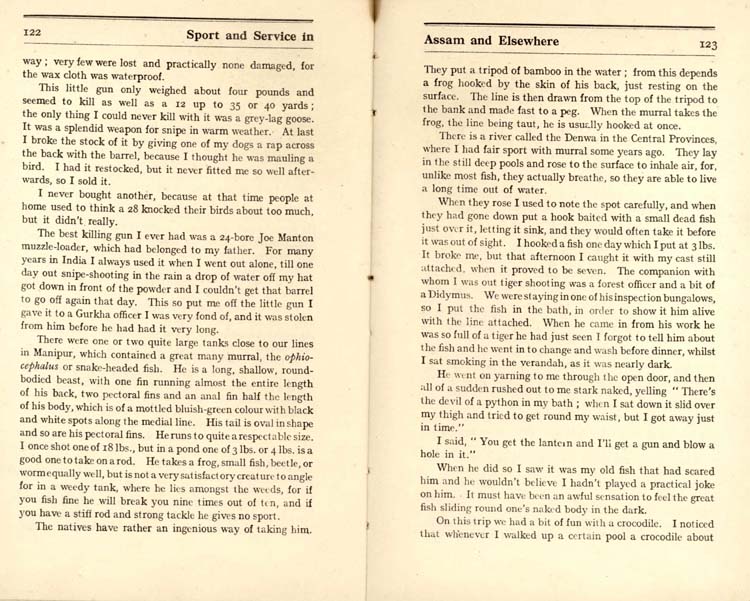 122
Sport and Service in
way ; very few were lost and practically none damaged, for
the wax cloth was waterproof.
This little gun only weighed about four pounds and
seemed to kill as well as a 12 up to 35 or 40 yards ;
the only thing I could never kill with it was a grey-lag goose.
It was a splendid weapon for snipe in warm weather. At last
I broke the stock of it by giving one of my dogs a rap across
the back with the barrel, because I thought he was mauling a
bird. I had it restocked, but it never fitted me so well after-
wards, so I sold it.
I never bought another, because at that time people at
home used to think a 28 knocked their birds about too much,
but it didn't really.
The best killing gun I ever had was a 24-bore Joe Manton
muzzle-loader, which had belonged to my father. For many
years in India I always used it when I went out alone, till one
day out snipe-shooting in the rain a drop of water off my hat
got down in front of the powder and I couldn't get that barrel
to go off again that day. This so put me off the little gun I
gave it to a Gurkha officer I was very fond of, and it was stolen
from him before he had had it very long.
There were one or two quite large tanks close to our lines
in Manipur, which contained a great many murral, the ophio-
cephalus or snake-headed fish. He is a long, shallow, round-
bodied beast, with one fin running almost the entire length
of his back, two pectoral fins and an anal fin half the length
of his body, which is of a mottled bluish-green colour with black
and white spots along the medial line. His tail is oval in shape
and so are his pectoral fins. He runs to quite a respectable size.
I once shot one of 18 lbs., but in a pond one of 3 lbs. or 4 lbs. is a
good one to take on a rod. He takes a frog, small fish, beetle, or
worm equally well, but is not a very satisfactory creature to angle
for in a weedy tank, where he lies amongst the weeds, for if
you fish fine he will break you nine times out of ten, and if
you have a stiff rod and strong tackle he gives no sport.
The natives have rather an ingenious way of taking him.
Assam and Elsewhere
123
They put a tripod of bamboo in the water ; from this depends
a frog hooked by the skin of his back, just resting on the
surface. The line is then drawn from the top of the tripod to
the bank and made fast to a peg. When the murral takes the
frog, the line being taut, he is usually hooked at once.
There is a river called the Denwa in the Central Provinces,
where I had fair sport with murral some years ago. They lay
in the still deep pools and rose to the surface to inhale air, for,
unlike most fish, they actually breathe, so they are able to live
a long time out of water.
When they rose I used to note the spot carefully, and when
they had gone down put a hook baited with a small dead fish
just over it, letting it sink, and they would often take it before
it was out of sight. I hooked a fish one day which I put at 3 lbs.
It broke me, but that afternoon I caught it with my cast still
attached, when it proved to be seven. The companion with
whom I was out tiger shooting was a forest officer and a bit of
a Didymus. We were staying in one of his inspection bungalows,
so I put the fish in the bath, in order to show it him alive
with the line attached. When he came in from his work he
was so full of a tiger he had just seen I forgot to tell him about
the fish and he went in to change and wash before dinner, whilst
I sat smoking in the verandah, as it was nearly dark.
He went on yarning to me through the open door, and then
all of a sudden rushed out to me stark naked, yelling " There's
the devil of a python in my bath ; when I sat down it slid over
my thigh and tried to get round my waist, but I got away just
in time."
I said, " You get the lantern and I'll get a gun and blow a
hole in it."
When he did so I saw it was my old fish that had scared
him and he wouldn't believe I hadn't played a practical joke
on him. It must have been an awful sensation to feel the great
fish sliding round one's naked body in the dark.
On this trip we had a bit of fun with a crocodile. I noticed
that whenever I walked up a certain pool a crocodile about